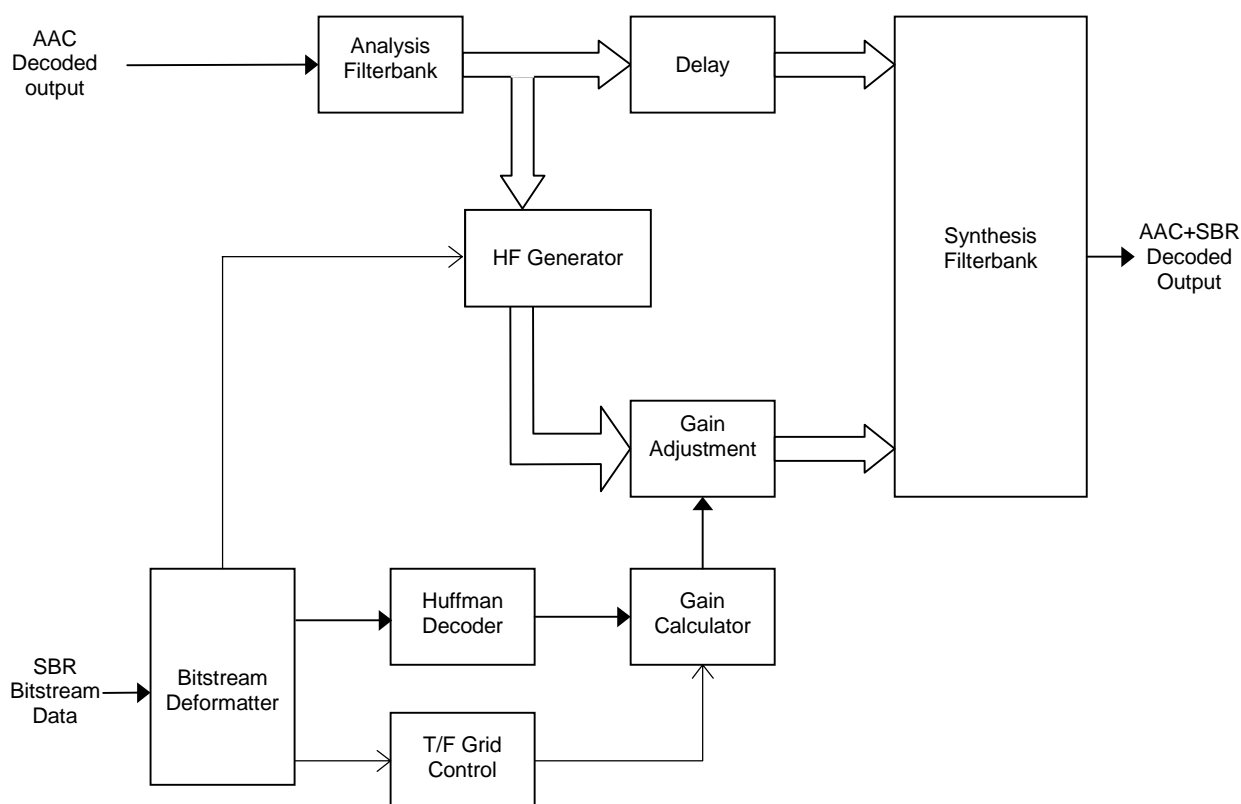 AAC
Decoded
output
Analysis
Filterbank
Delay
HF Generator
Synthesis
Filterbank
AAC+SBR
Decoded
Output
Gain
Adjustment
Huffman
Decoder
Gain
Calculator
SBR
Bitstream
Data
Bitstream
Deformatter
T/F Grid
Control